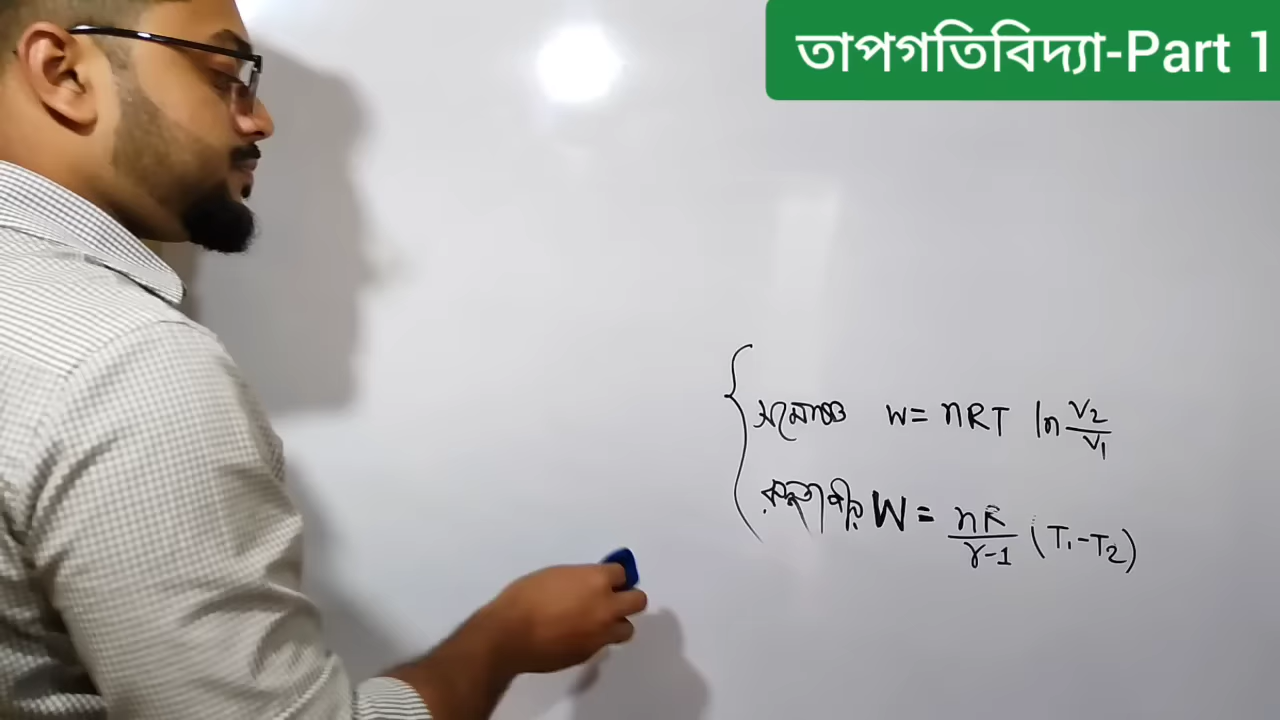 তাপগতিবিদ্যা-Part 1
সমোষ্ণ W = nRT ln V₂/V₁
রুদ্ধতাপীয় W = nR/γ-1 (T₁-T₂)